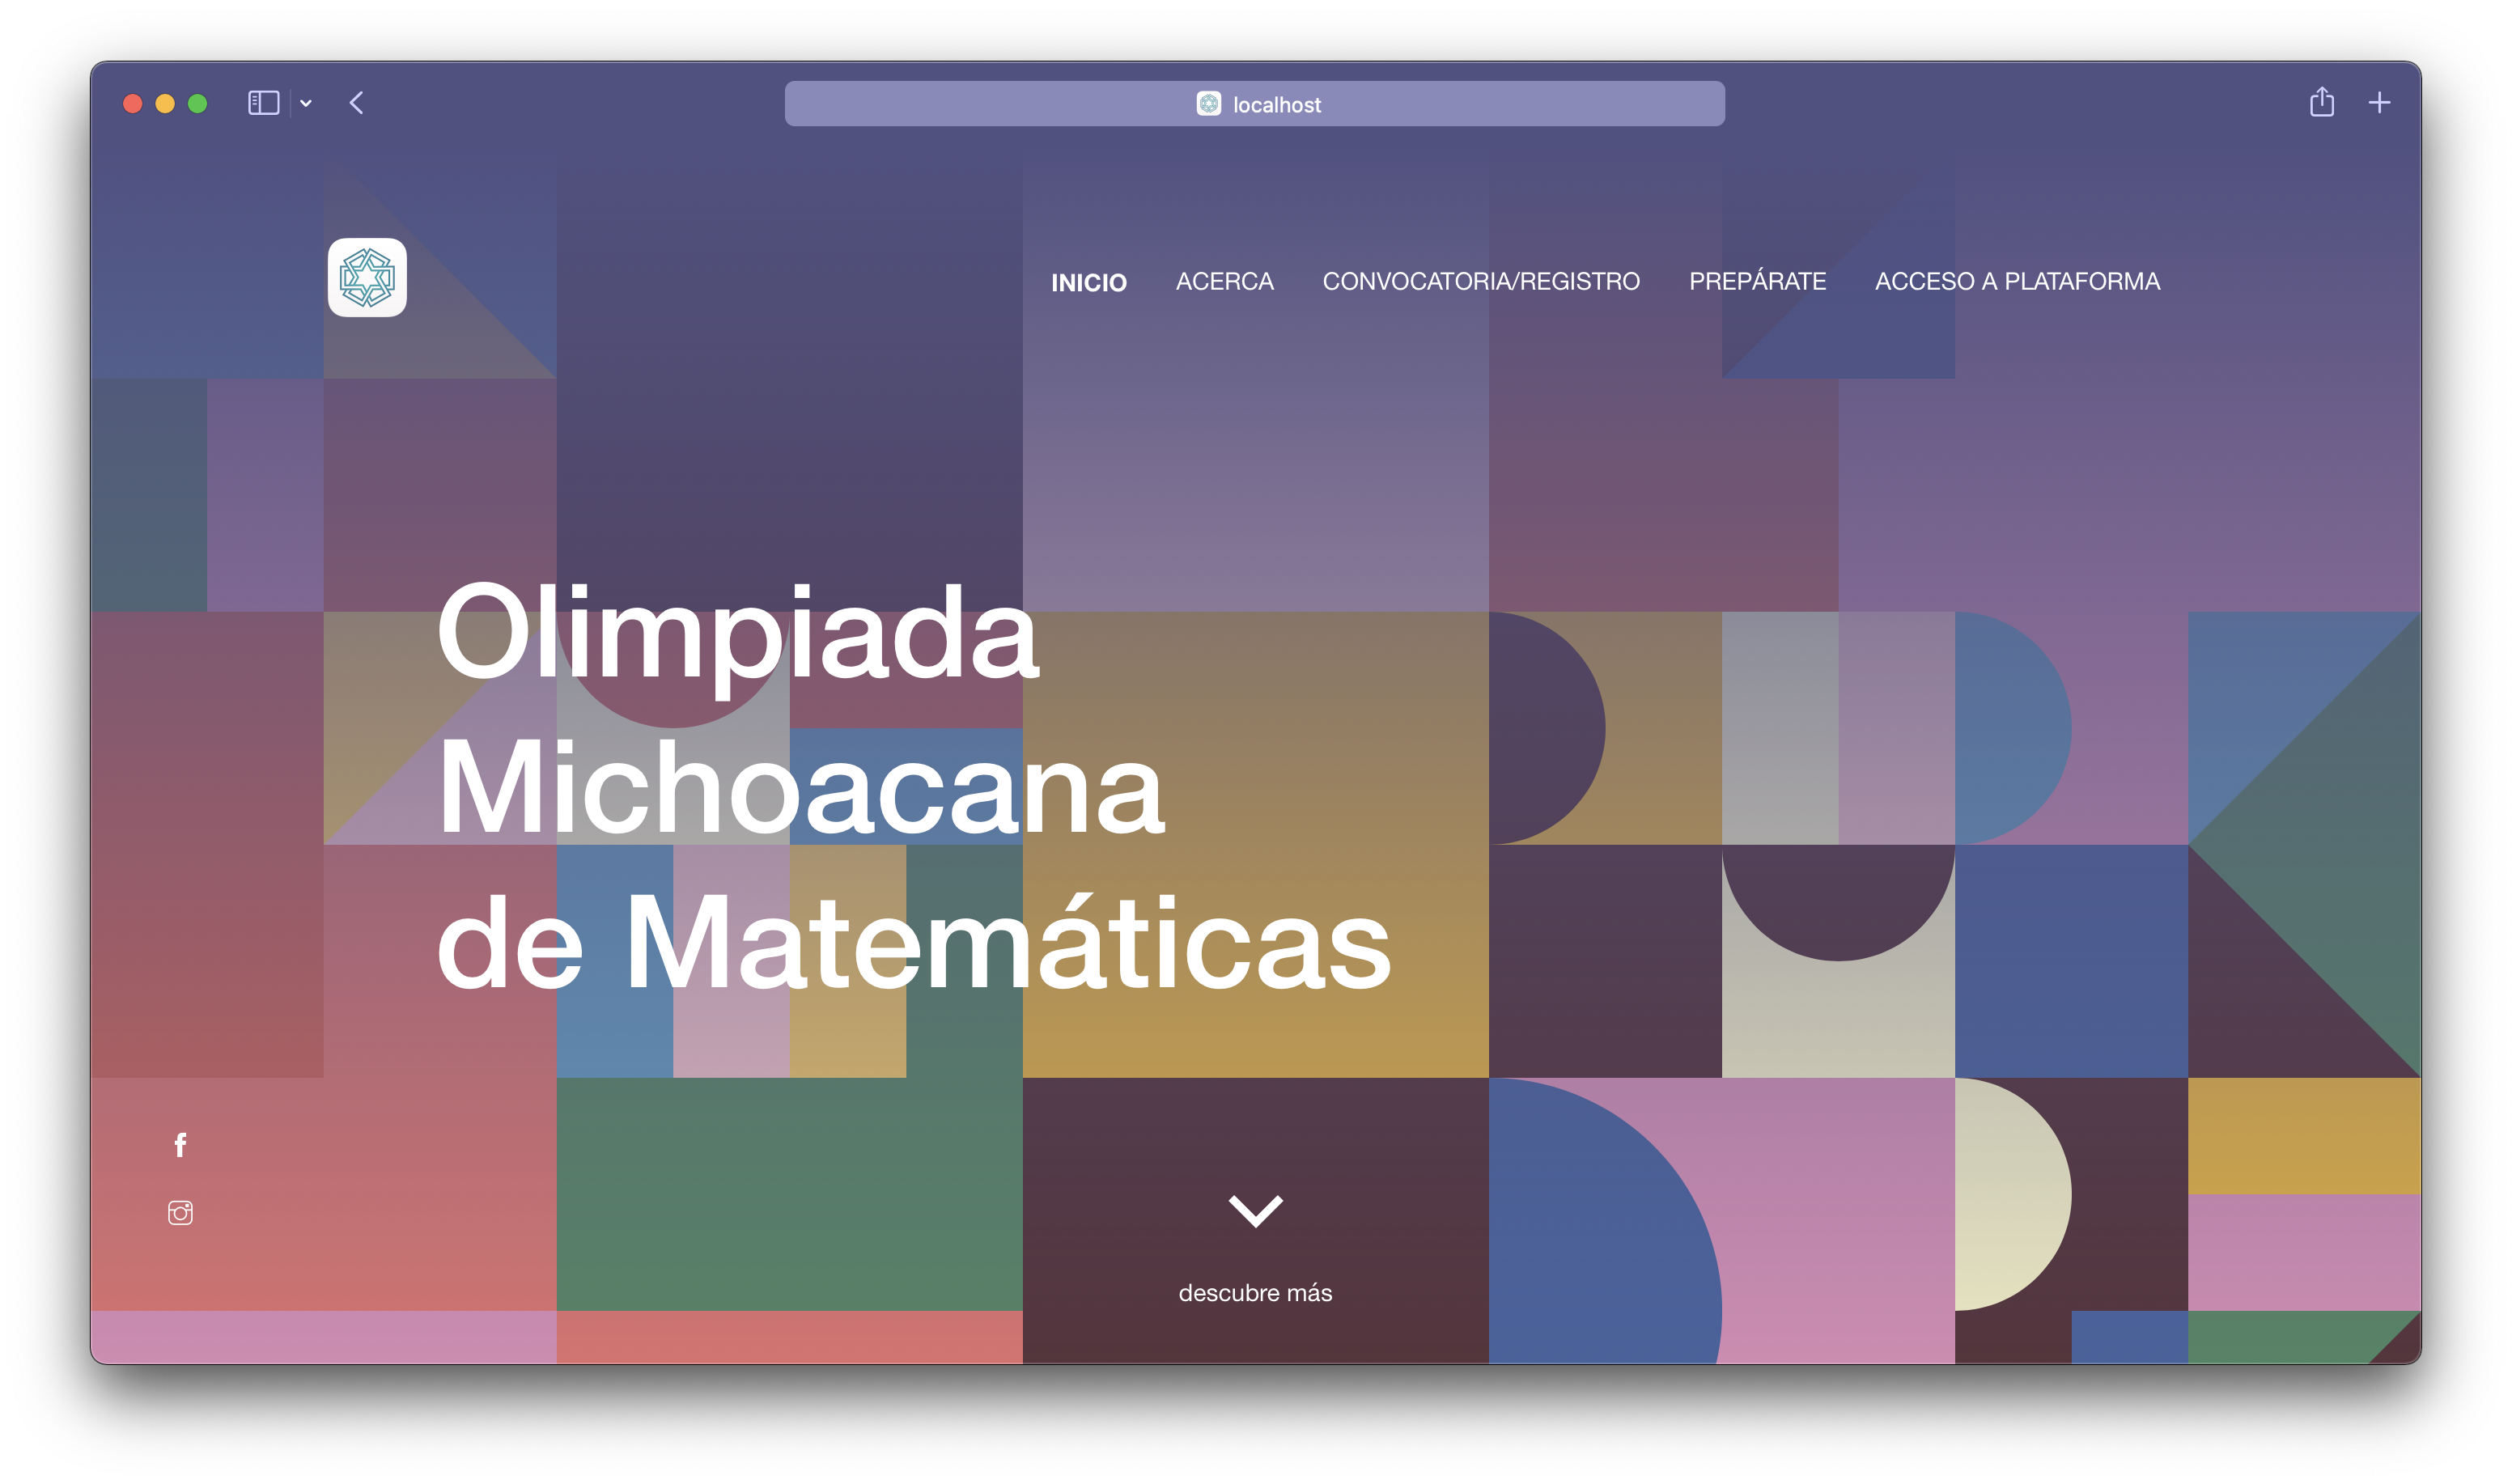 localhost
INICIO ACERCA CONVOCATORIA/REGISTRO PREPÁRATE ACCESO A PLATAFORMA
Olimpiada
Michoacana
de Matemáticas
descubre más